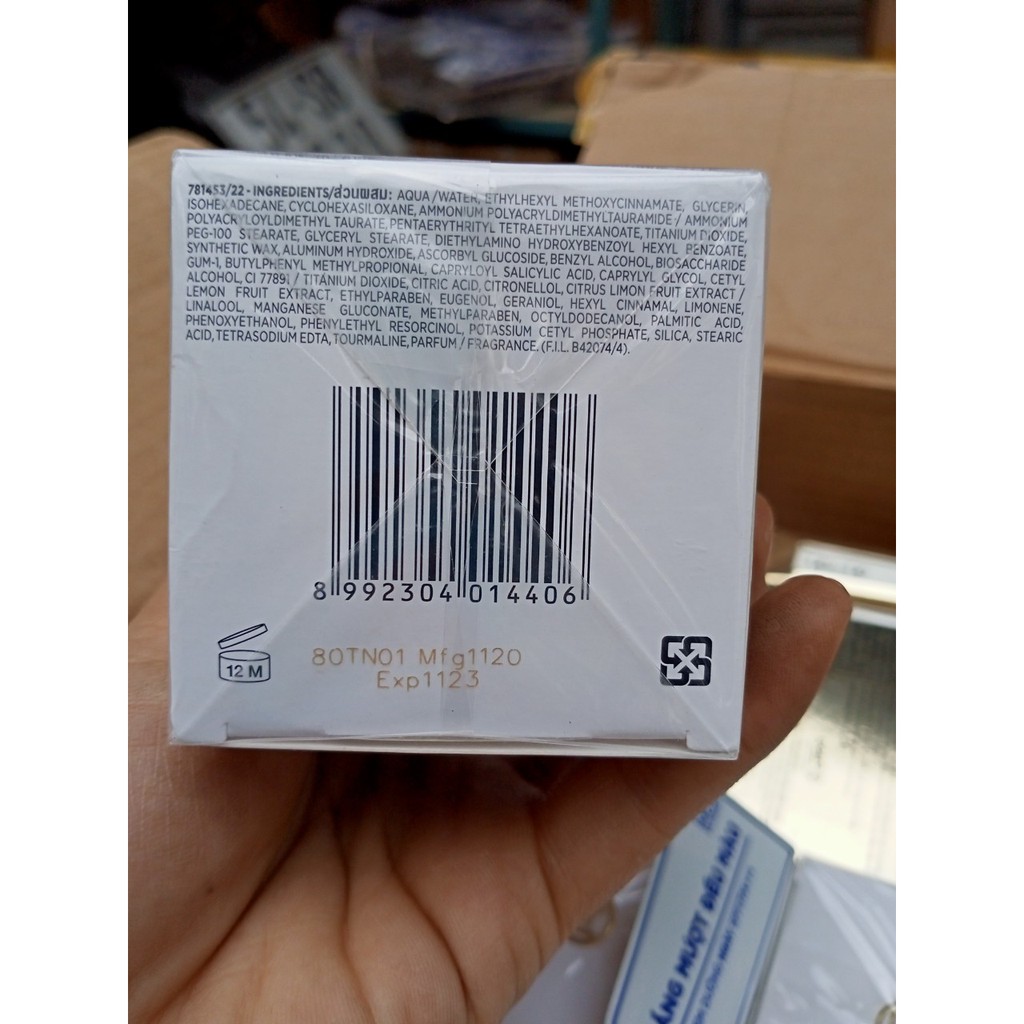 781453/22 - INGREDIENTS/ส่วนผสม: AQUA /WATER, ETHYLHEXYL METHOXYCINNAMATE, GLYCERIN,
ISOHEXADECANE, CYCLOHEXASILOXANE, AMMONIUM POLYACRYLDIMETHYLTAURAMIDE / AMMONIUM
POLYACRYLOYLDIMETHYL TAURATE, PENTAERYTHRITYL TETRAETHYLHEXANOATE, TITANIUM DIOXIDE,
PEG-100 STEARATE, GLYCERYL STEARATE, DIETHYLAMINO HYDROXYBENZOYL HEXYL BENZOATE,
SYNTHETIC WAX, ALUMINUM HYDROXIDE, ASCORBYL GLUCOSIDE, BENZYL ALCOHOL, BIOSACCHARIDE
GUM-1, BUTYLPHENYL METHYLPROPIONAL, CAPRYLOYL SALICYLIC ACID, CAPRYLYL GLYCOL, CETYL
ALCOHOL, CI 77891 / TITANIUM DIOXIDE, CITRIC ACID, CITRONELLOL, CITRUS LIMON FRUIT EXTRACT /
LEMON FRUIT EXTRACT, ETHYLPARABEN, EUGENOL, GERANIOL, HEXYL CINNAMAL, LIMONENE,
LINALOOL, MANGANESE GLUCONATE, METHYLPARABEN, OCTYLDODECANOL, PALMITIC ACID,
PHENOXYETHANOL, PHENYLETHYL RESORCINOL, POTASSIUM CETYL PHOSPHATE, SILICA, STEARIC
ACID, TETRASODIUM EDTA, TOURMALINE, PARFUM / FRAGRANCE. (F.I.L. B42074/4).
8 992304 014406
12 M
80TN01 Mfg1120
Exp1123
MƯỢT ĐỀU MÀU